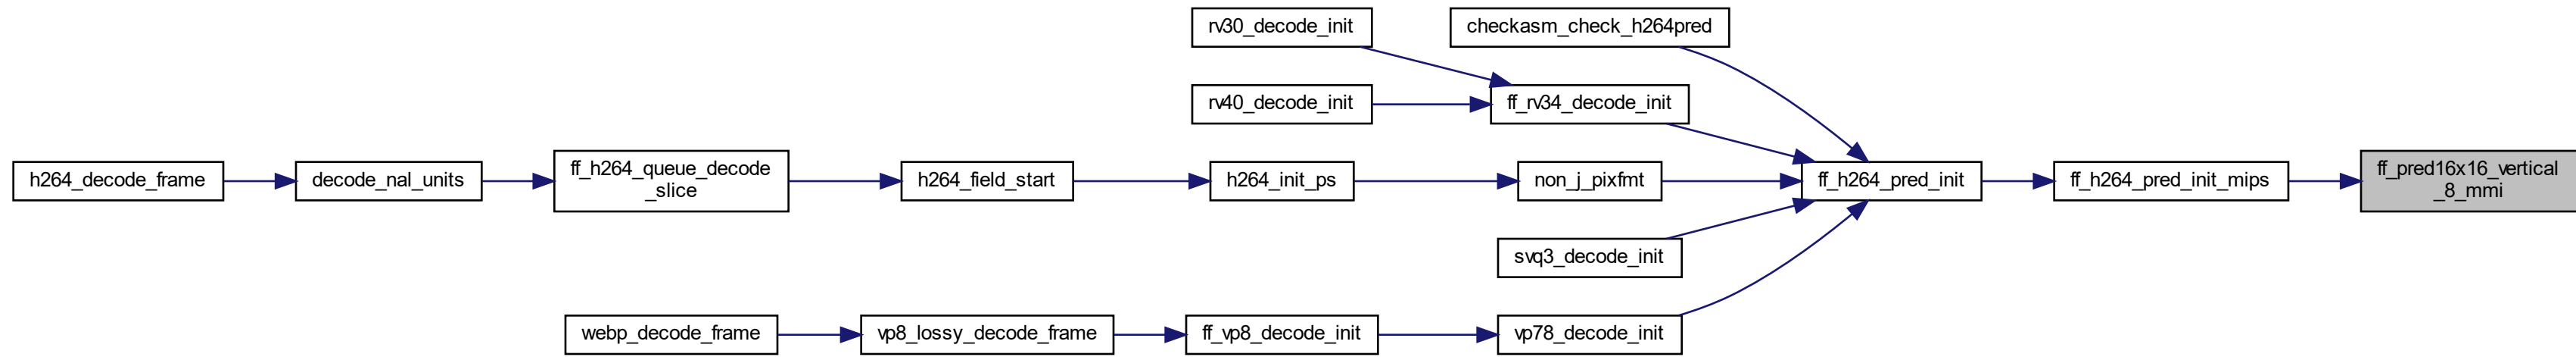 rv30_decode_init
checkasm_check_h264pred
rv40_decode_init
ff_rv34_decode_init
h264_decode_frame
decode_nal_units
ff_h264_queue_decode
_slice
h264_field_start
h264_init_ps
non_j_pixfmt
ff_h264_pred_init
ff_h264_pred_init_mips
ff_pred16x16_vertical
_8_mmi
svq3_decode_init
webp_decode_frame
vp8_lossy_decode_frame
ff_vp8_decode_init
vp78_decode_init